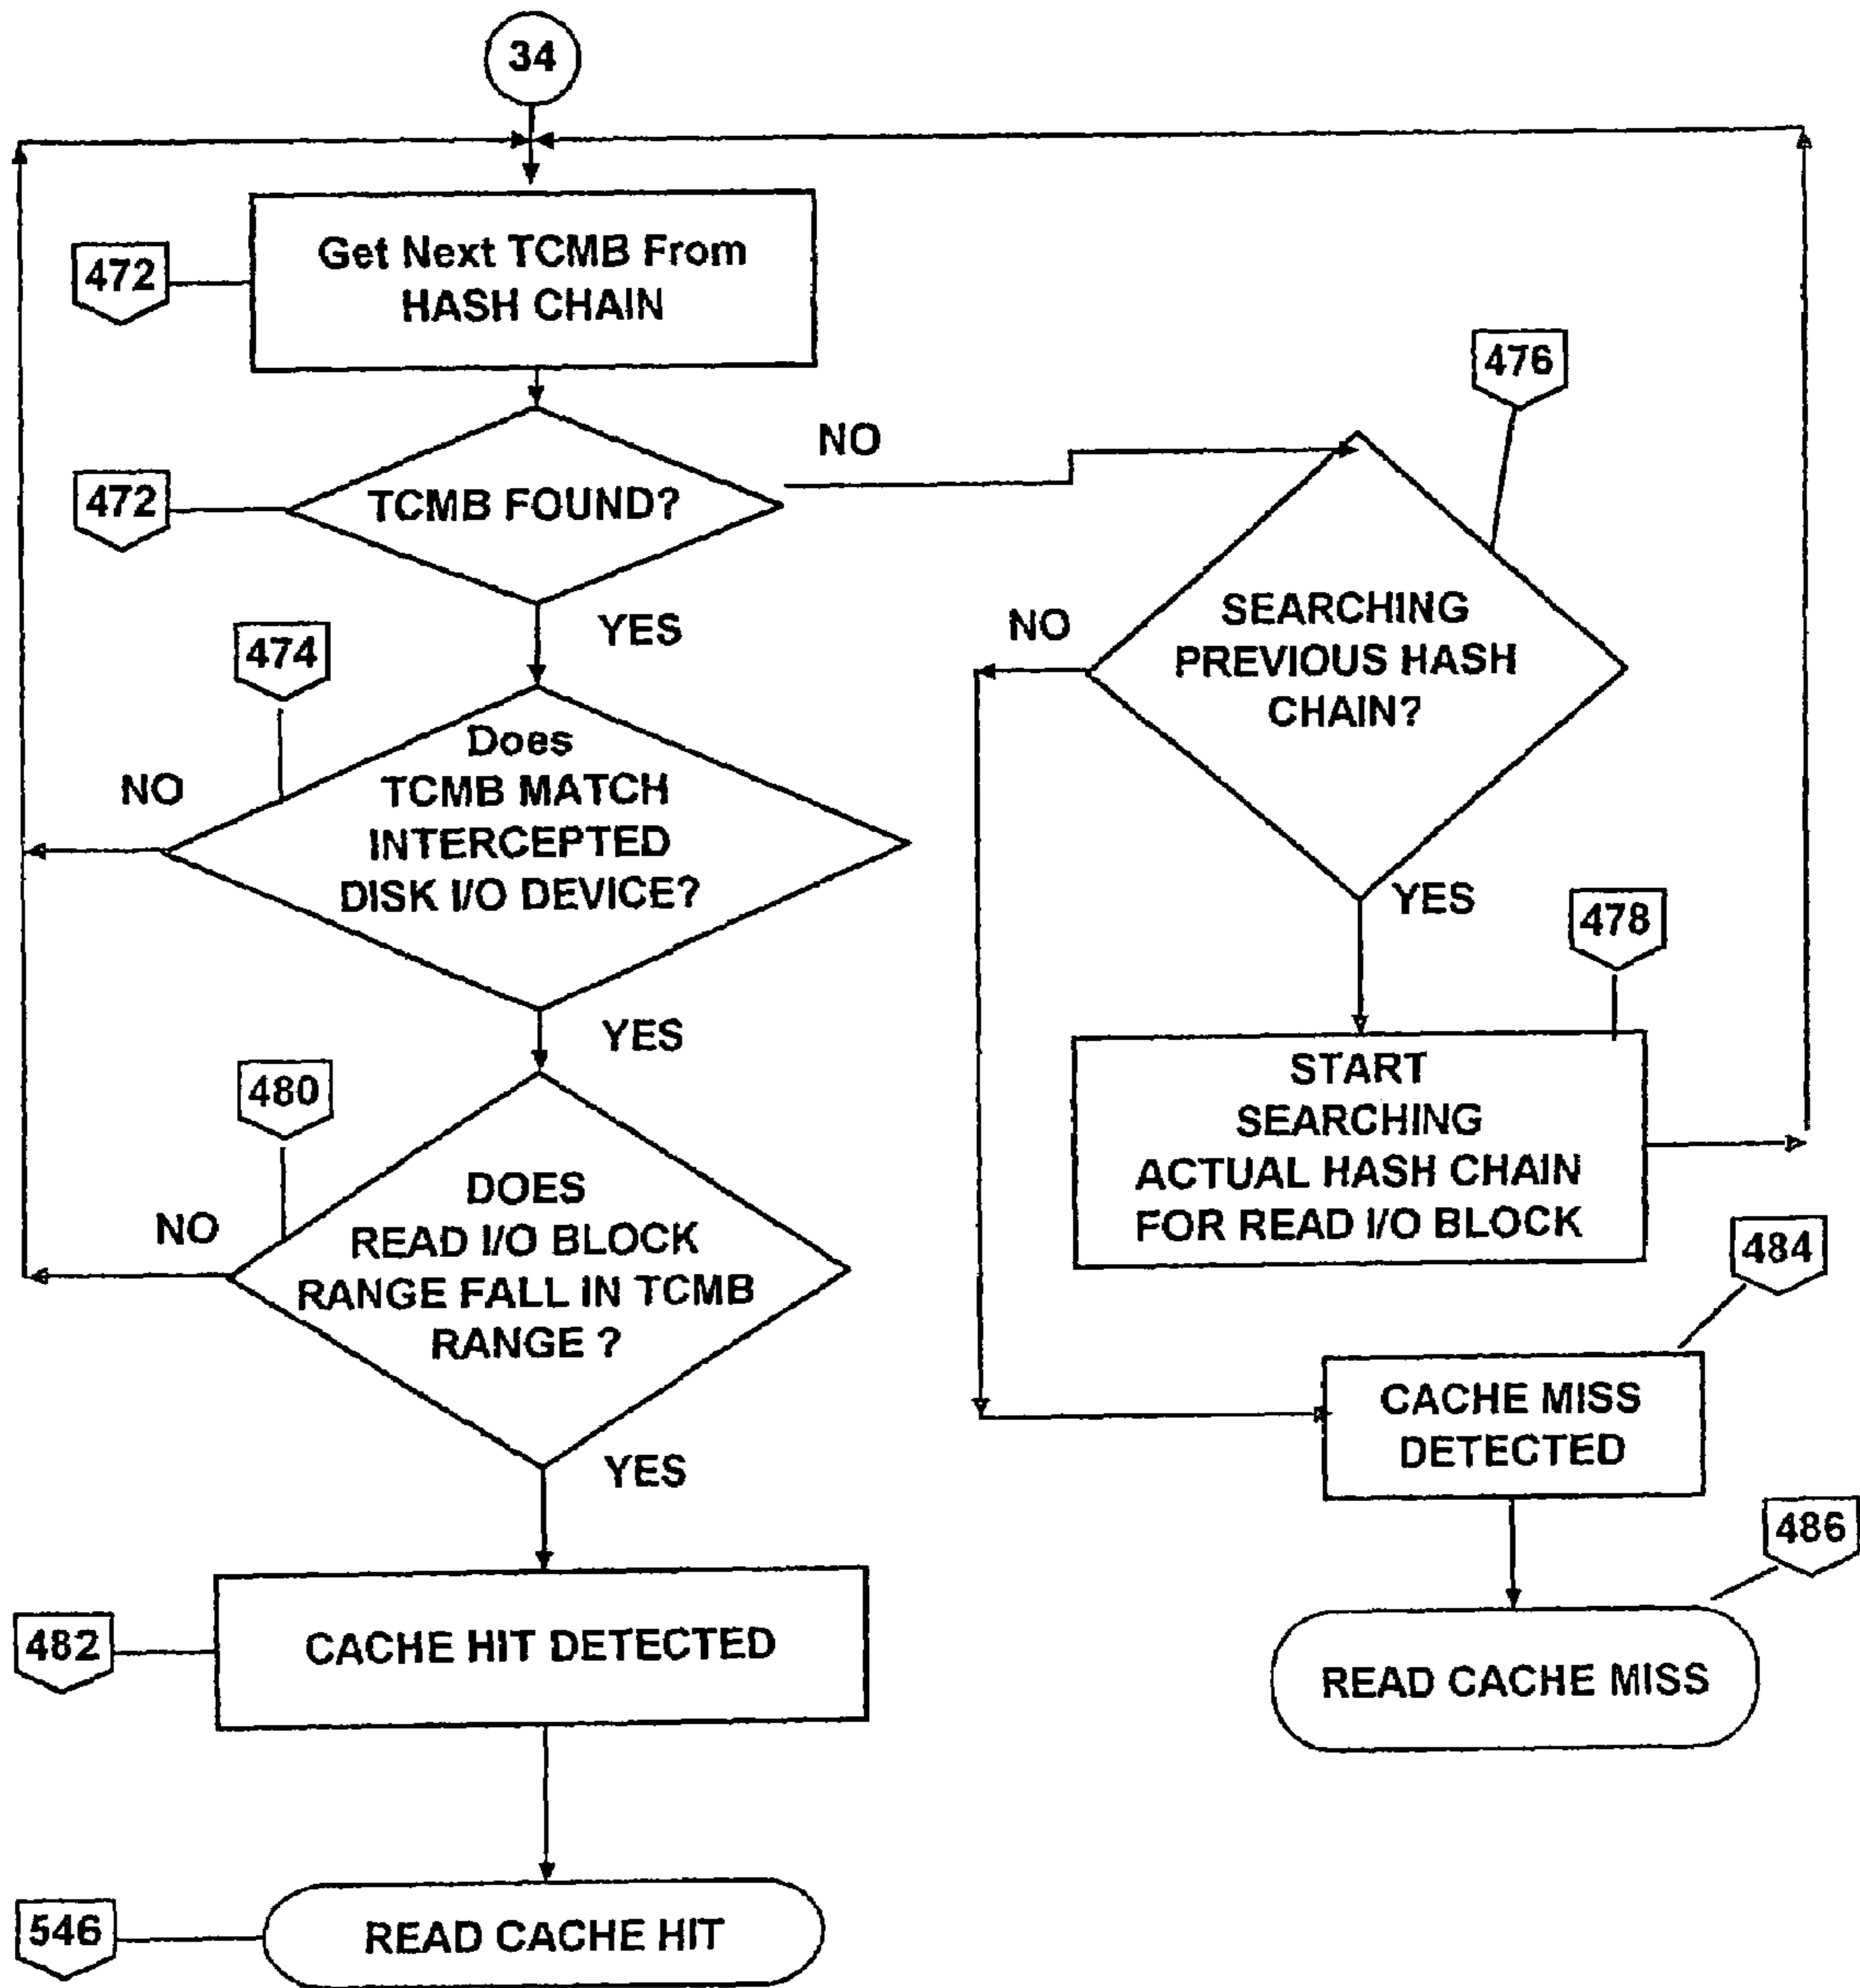 34
472
Get Next TCMB From
HASH CHAIN
472
TCMB FOUND?
NO
YES
476
SEARCHING
PREVIOUS HASH
CHAIN?
NO
YES
474
Does
TCMB MATCH
INTERCEPTED
DISK I/O DEVICE?
NO
YES
478
START
SEARCHING
ACTUAL HASH CHAIN
FOR READ I/O BLOCK
480
DOES
READ I/O BLOCK
RANGE FALL IN TCMB
RANGE ?
NO
YES
484
CACHE MISS
DETECTED
486
READ CACHE MISS
482
CACHE HIT DETECTED
546
READ CACHE HIT